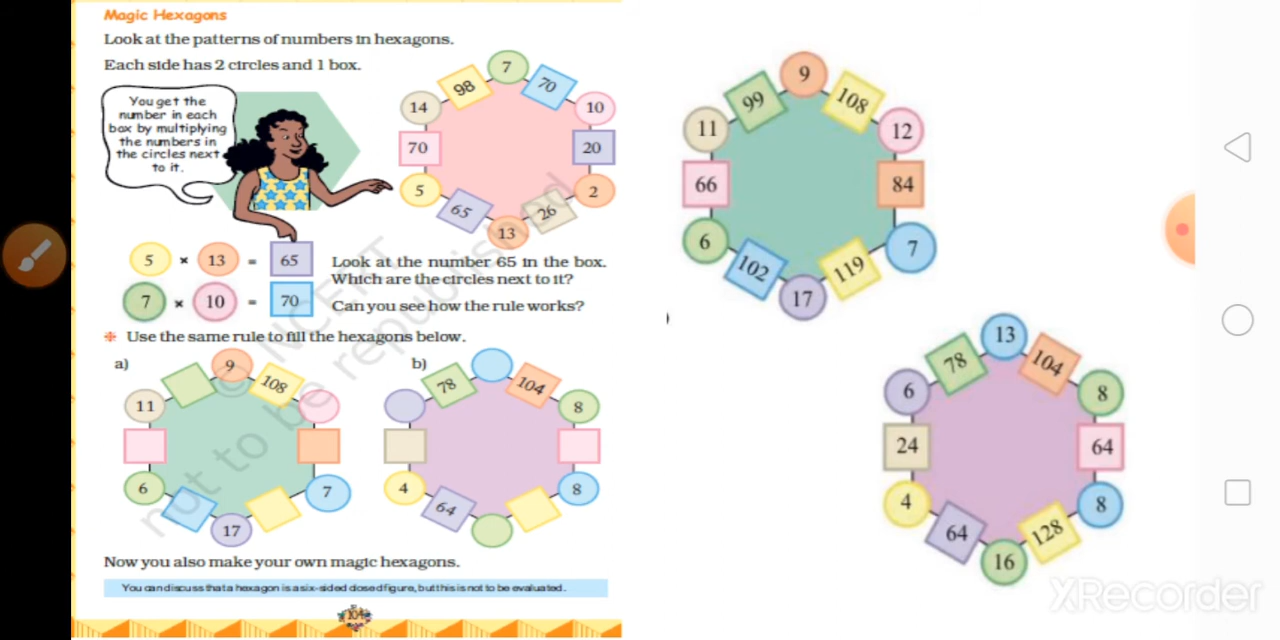 Magic Hexagons
Look at the patterns of numbers in hexagons.
Each side has 2 circles and 1 box.
You get the
number in each
box by multiplying
the numbers in
the circles next
to it.
7
98
70
14
10
70
20
5
2
65
26
13
5 × 13 = 65
Look at the number 65 in the box.
Which are the circles next to it?
7 × 10 = 70
Can you see how the rule works?
Use the same rule to fill the hexagons below.
a)
9
108
11
6
7
17
b)
78
104
8
4
8
64
Now you also make your own magic hexagons.
You can discuss that a hexagon is a six-sided closed figure, but this is not to be evaluated.
104
© NCERT
not to be republished
9
99
108
11
12
66
84
6
7
102
119
17
)
13
78
104
6
8
24
64
4
8
64
128
16
XRecorder